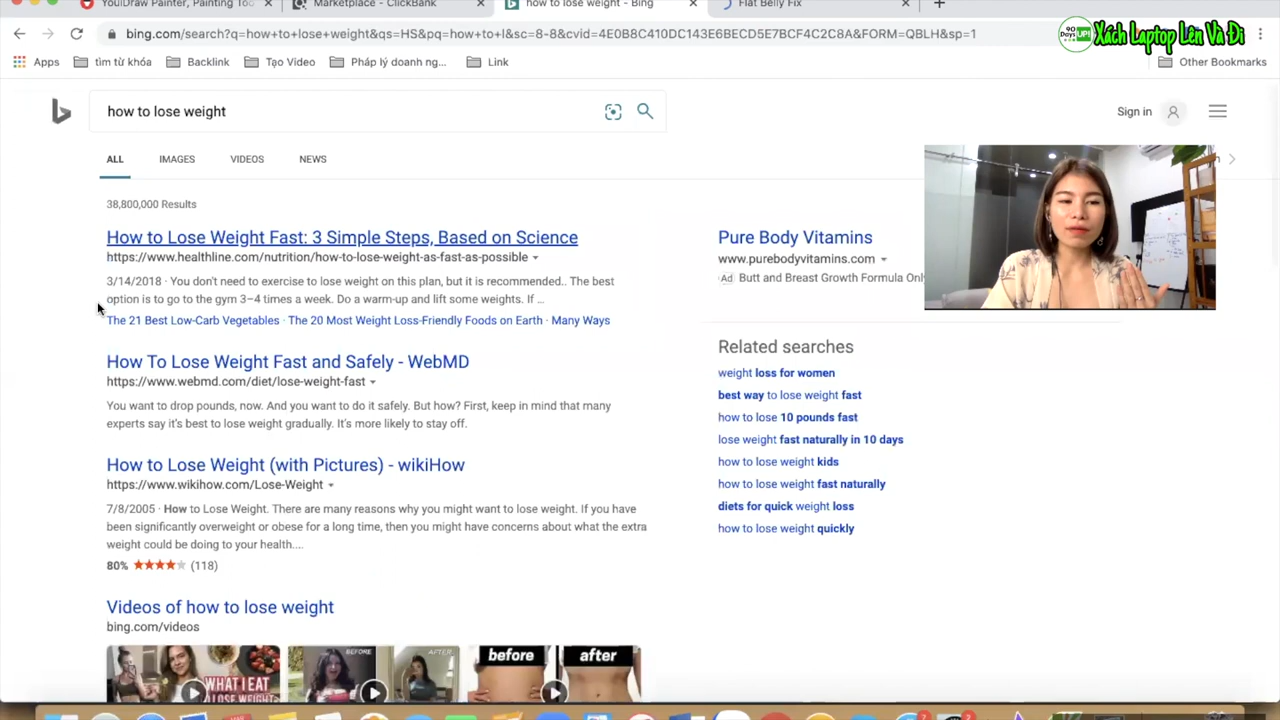 YouiDraw Painter, Painting Too
Marketplace - ClickBank
how to lose weight - Bing
Flat Belly Fix
bing.com/search?q=how+to+lose+weight&qs=HS&pq=how+to+l&sc=8-8&cvid=4E0B8C410DC143E6BECD5E7BCF4C2C8A&FORM=QBLH&sp=1
90 Days UP!
Xách Laptop Lên Và Đi
Apps
tìm từ khóa
Backlink
Tạo Video
Pháp lý doanh ng...
Link
Other Bookmarks
how to lose weight
Sign in
ALL
IMAGES
VIDEOS
NEWS
38,800,000 Results
How to Lose Weight Fast: 3 Simple Steps, Based on Science
https://www.healthline.com/nutrition/how-to-lose-weight-as-fast-as-possible
3/14/2018 · You don't need to exercise to lose weight on this plan, but it is recommended.. The best
option is to go to the gym 3–4 times a week. Do a warm-up and lift some weights. If ...
The 21 Best Low-Carb Vegetables · The 20 Most Weight Loss-Friendly Foods on Earth · Many Ways
How To Lose Weight Fast and Safely - WebMD
https://www.webmd.com/diet/lose-weight-fast
You want to drop pounds, now. And you want to do it safely. But how? First, keep in mind that many
experts say it's best to lose weight gradually. It's more likely to stay off.
How to Lose Weight (with Pictures) - wikiHow
https://www.wikihow.com/Lose-Weight
7/8/2005 · How to Lose Weight. There are many reasons why you might want to lose weight. If you have
been significantly overweight or obese for a long time, then you might have concerns about what the extra
weight could be doing to your health....
80% (118)
Videos of how to lose weight
bing.com/videos
WHAT I EAT
LOSE WEIGHT
BEFORE
AFTER
before
after
Pure Body Vitamins
www.purebodyvitamins.com
Ad Butt and Breast Growth Formula Only
Related searches
weight loss for women
best way to lose weight fast
how to lose 10 pounds fast
lose weight fast naturally in 10 days
how to lose weight kids
how to lose weight fast naturally
diets for quick weight loss
how to lose weight quickly